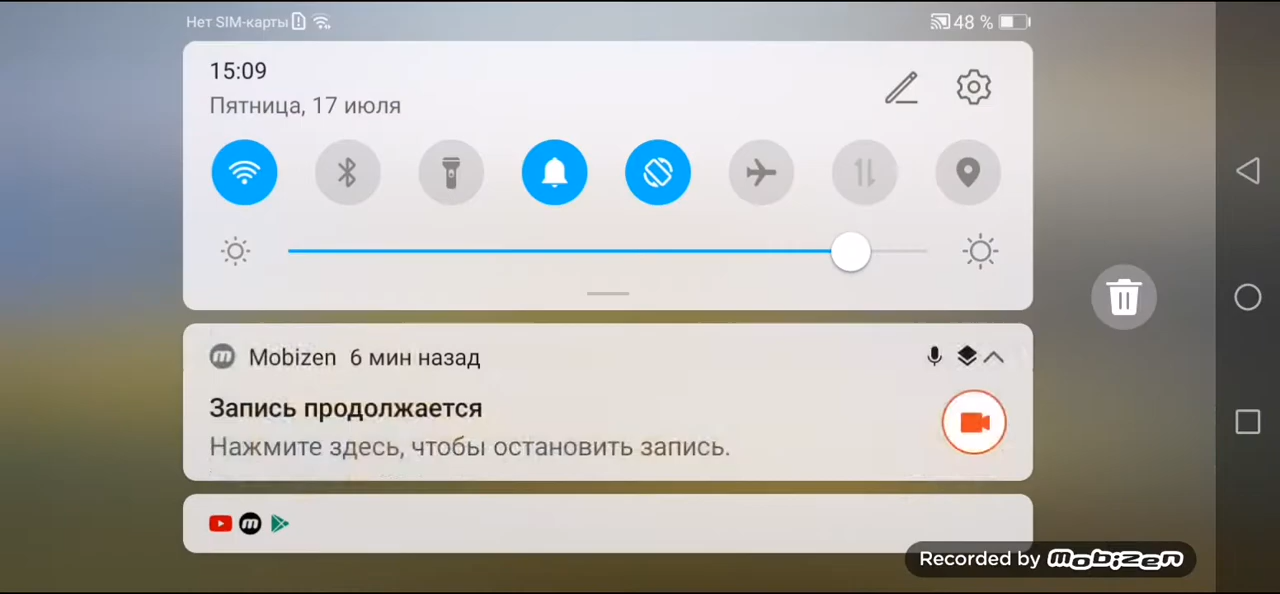 Нет SIM-карты
48 %
15:09
Пятница, 17 июля
Mobizen 6 мин назад
Запись продолжается
Нажмите здесь, чтобы остановить запись.
Recorded by mobizen